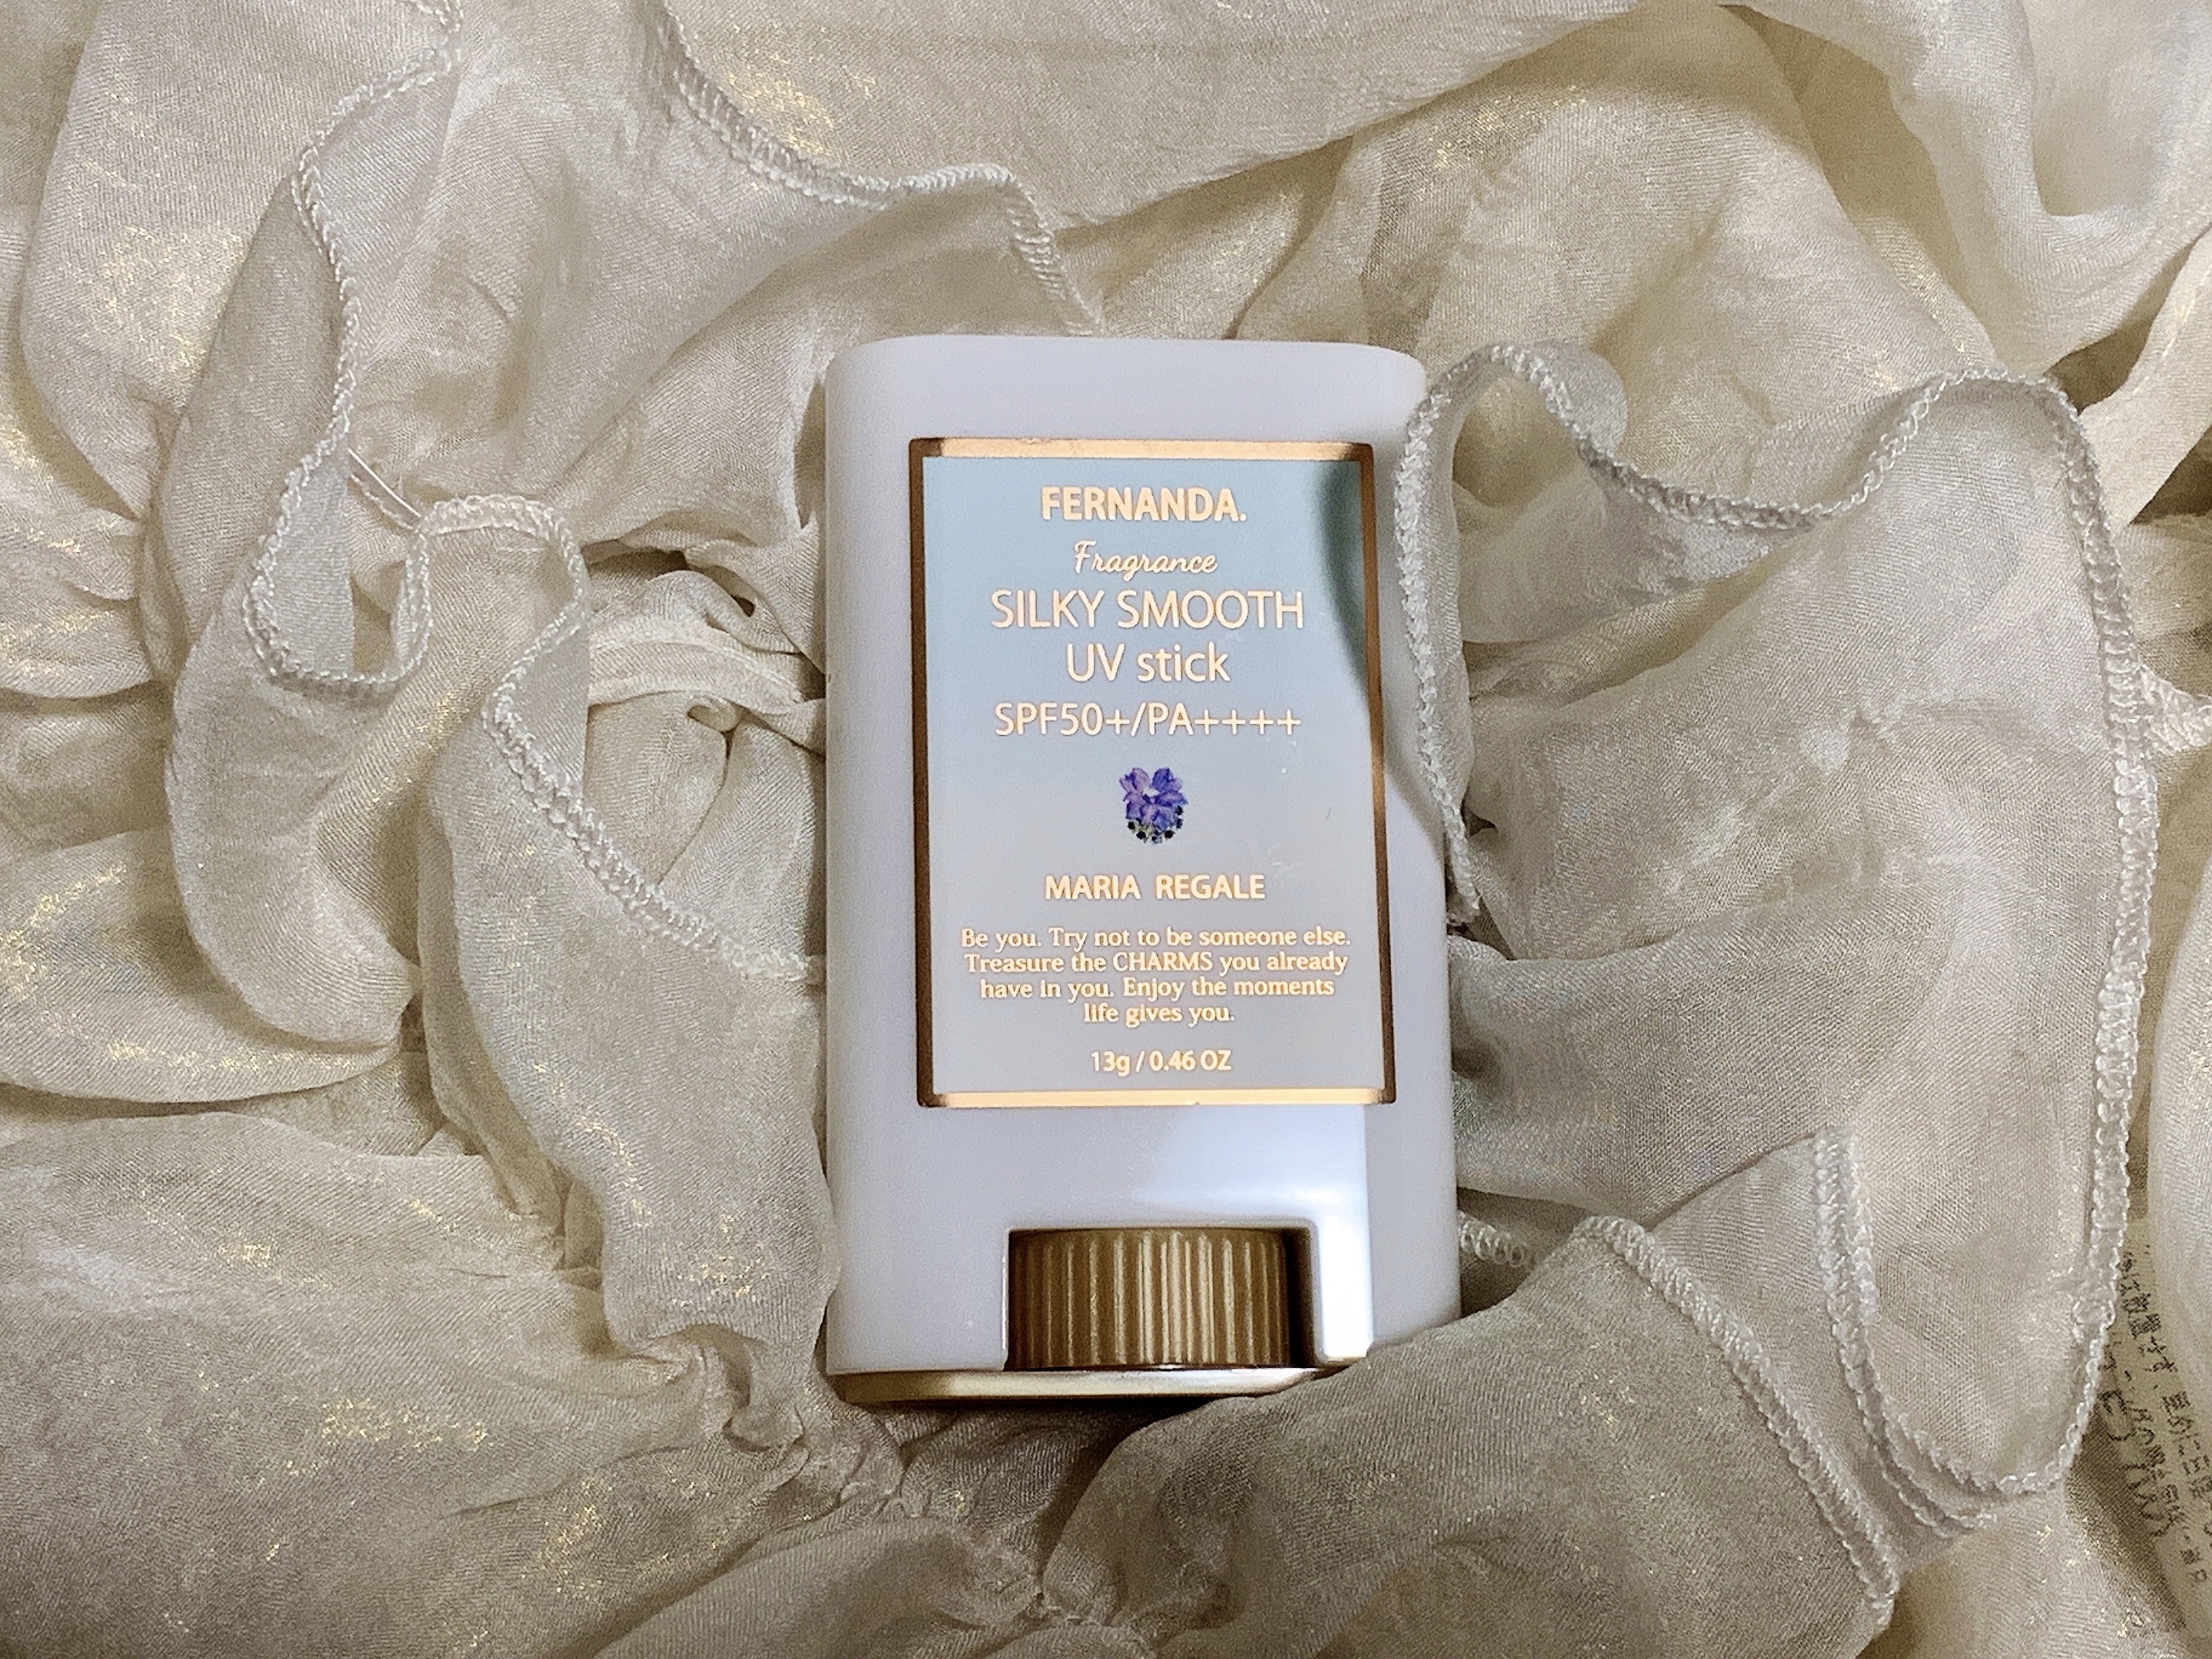 FERNANDA.
Fragrance
SILKY SMOOTH
UV stick
SPF50+/PA++++
MARIA REGALE
Be you. Try not to be someone else.
Treasure the CHARMS you already
have in you. Enjoy the moments
life gives you.
13g / 0.46 OZ